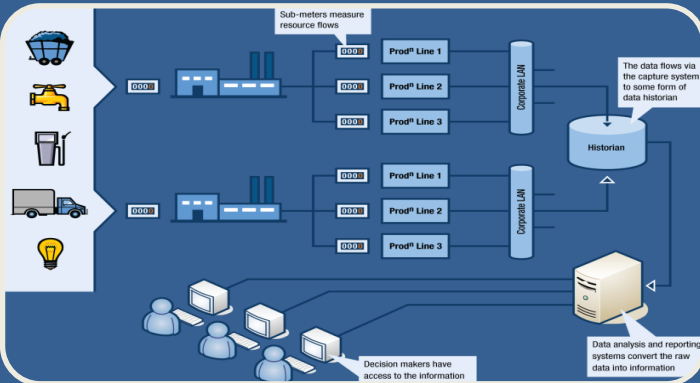 Sub-meters measure
resource flows
0000
0000
Prodⁿ Line 1
0000
Prodⁿ Line 2
0000
Prodⁿ Line 3
Corporate LAN
The data flows via
the capture system
to some form of
data historian
Historian
0000
0000
Prodⁿ Line 1
0000
Prodⁿ Line 2
0000
Prodⁿ Line 3
Corporate LAN
Decision makers have
access to the information
Data analysis and reporting
systems convert the raw
data into information